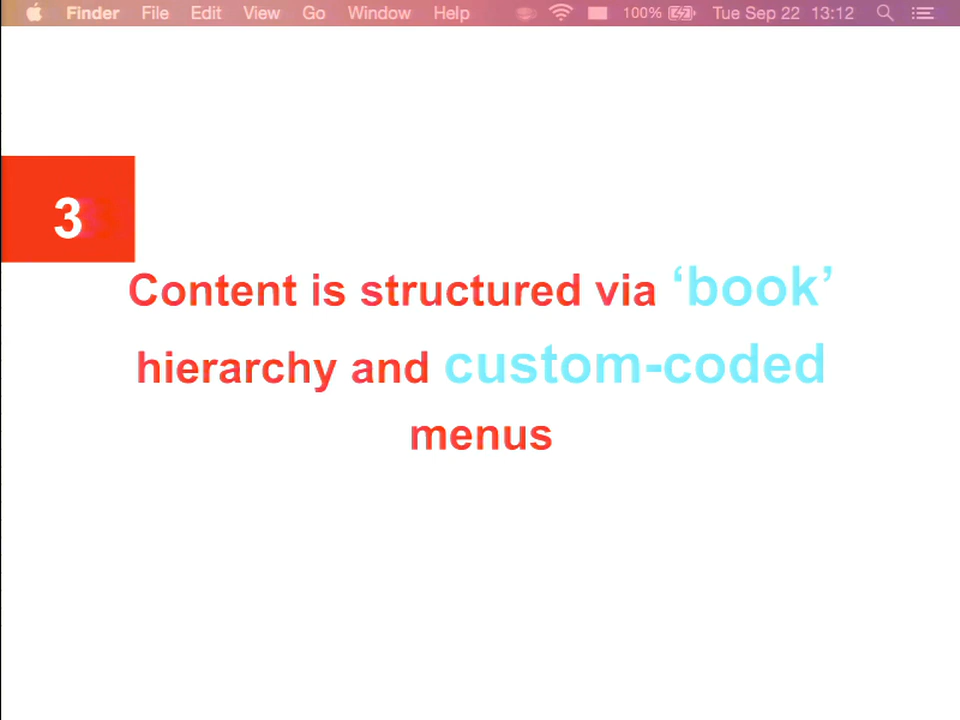 Finder File Edit View Go Window Help 100% Tue Sep 22 13:12
3
Content is structured via ‘book’
hierarchy and custom-coded
menus